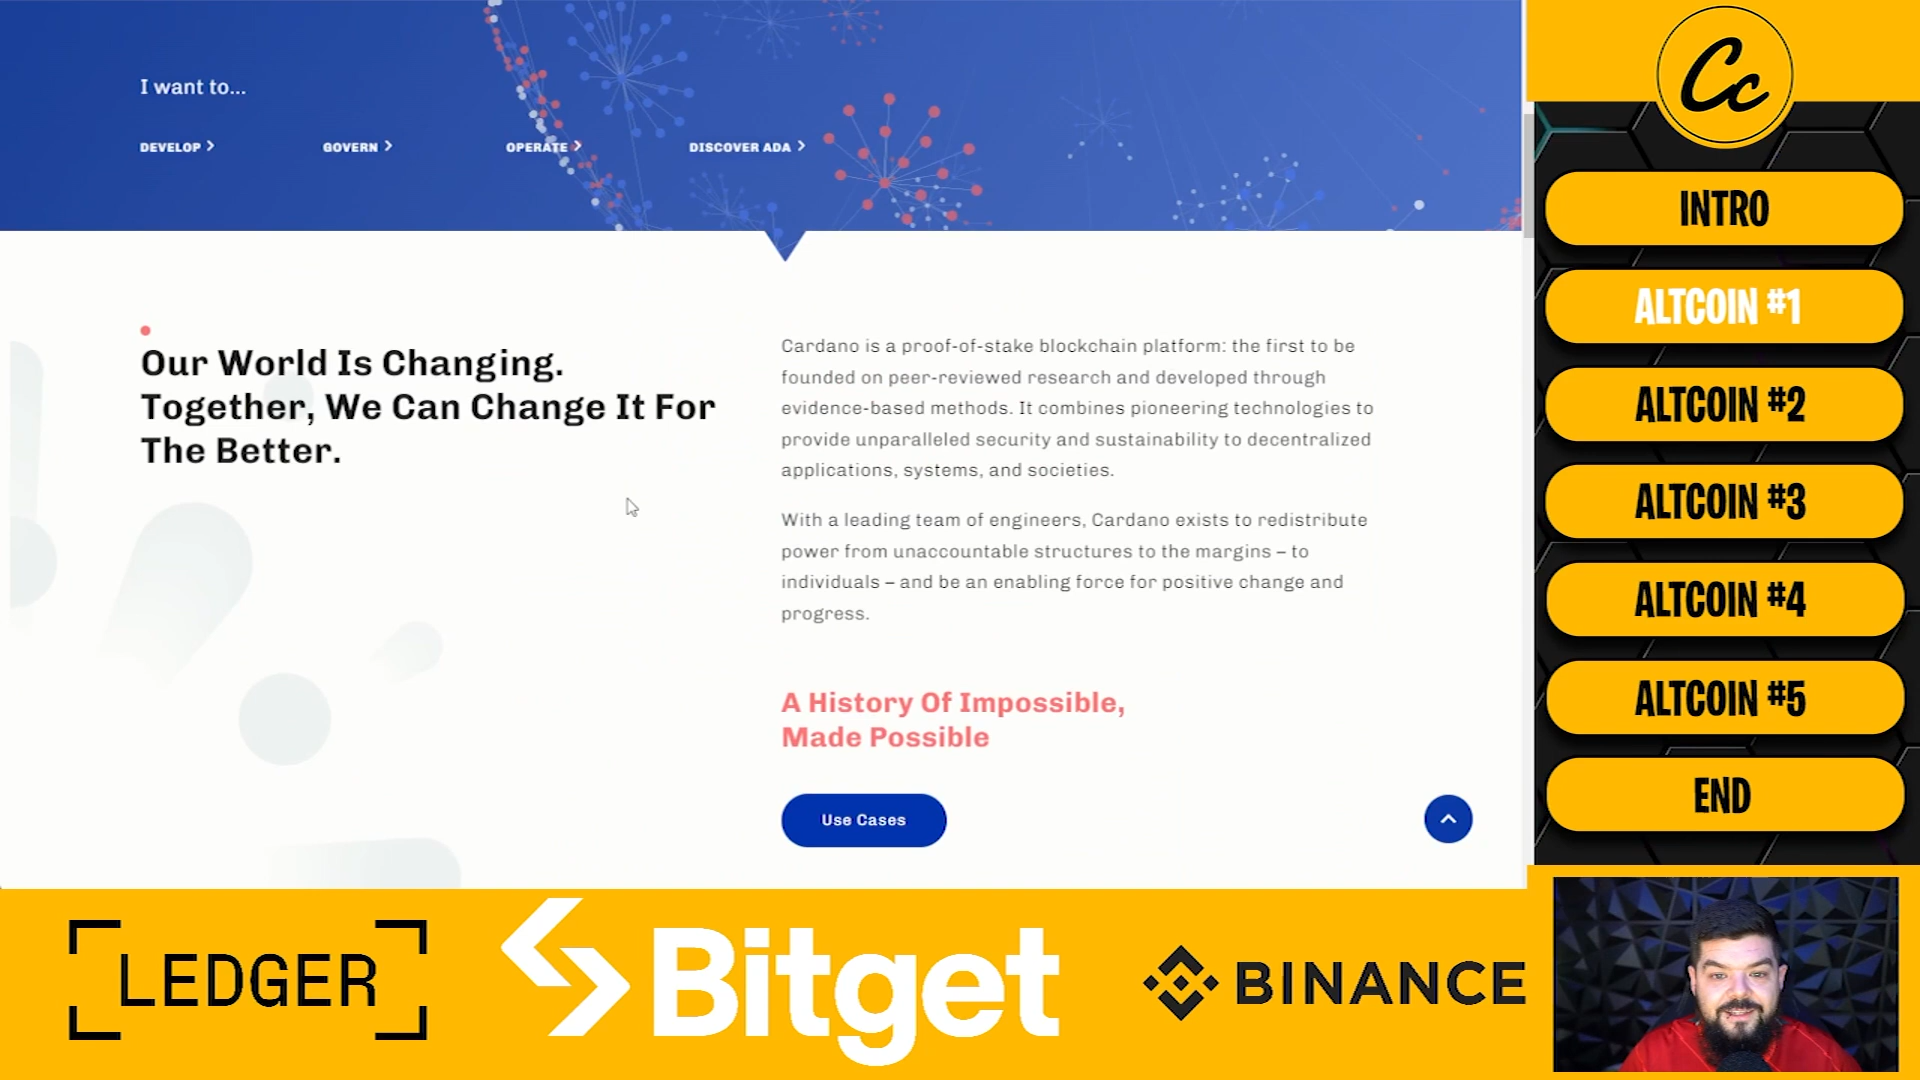 I want to...
DEVELOP
GOVERN
OPERATE
DISCOVER ADA
Our World Is Changing.
Together, We Can Change It For
The Better.
Cardano is a proof-of-stake blockchain platform: the first to be
founded on peer-reviewed research and developed through
evidence-based methods. It combines pioneering technologies to
provide unparalleled security and sustainability to decentralized
applications, systems, and societies.
With a leading team of engineers, Cardano exists to redistribute
power from unaccountable structures to the margins – to
individuals – and be an enabling force for positive change and
progress.
A History Of Impossible,
Made Possible
Use Cases
Cc
INTRO
ALTCOIN #1
ALTCOIN #2
ALTCOIN #3
ALTCOIN #4
ALTCOIN #5
END
LEDGER
Bitget
BINANCE